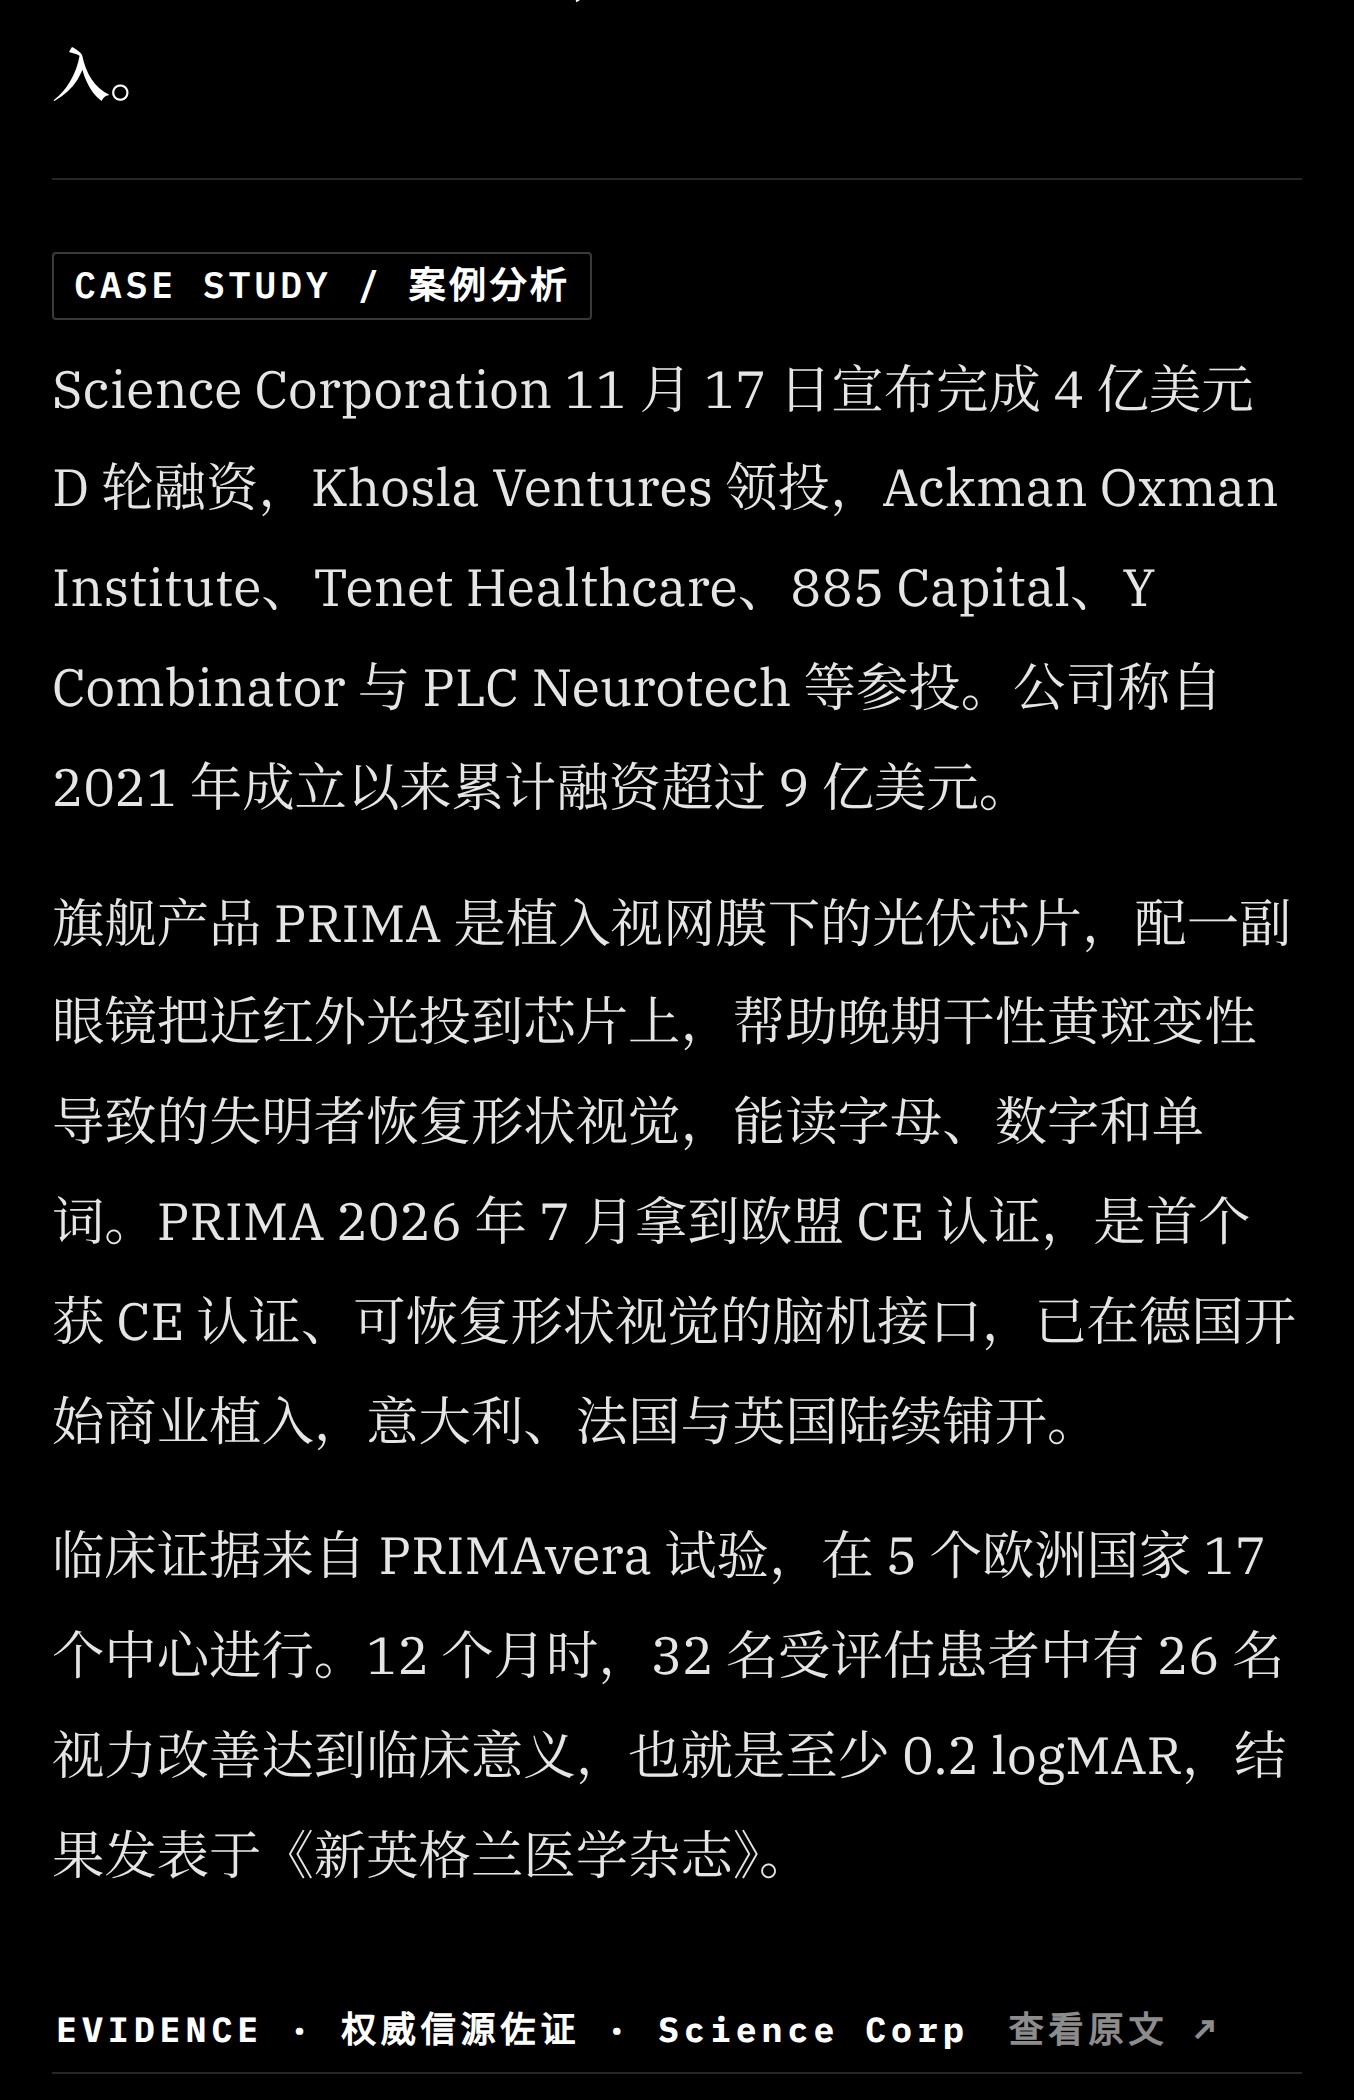 入。
CASE STUDY / 案例分析
Science Corporation 11 月 17 日宣布完成 4 亿美元
D 轮融资，Khosla Ventures 领投，Ackman Oxman
Institute、Tenet Healthcare、885 Capital、Y
Combinator 与 PLC Neurotech 等参投。公司称自
2021 年成立以来累计融资超过 9 亿美元。
旗舰产品 PRIMA 是植入视网膜下的光伏芯片，配一副
眼镜把近红外光投到芯片上，帮助晚期干性黄斑变性
导致的失明者恢复形状视觉，能读字母、数字和单
词。PRIMA 2026 年 7 月拿到欧盟 CE 认证，是首个
获 CE 认证、可恢复形状视觉的脑机接口，已在德国开
始商业植入，意大利、法国与英国陆续铺开。
临床证据来自 PRIMAvera 试验，在 5 个欧洲国家 17
个中心进行。12 个月时，32 名受评估患者中有 26 名
视力改善达到临床意义，也就是至少 0.2 logMAR，结
果发表于《新英格兰医学杂志》。
EVIDENCE · 权威信源佐证 · Science Corp 查看原文 ↗